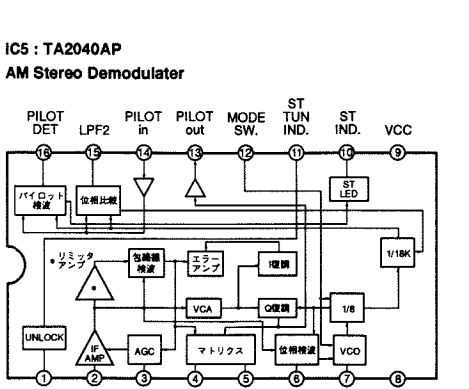 IC5 : TA2040AP
AM Stereo Demodulater
PILOT DET
LPF2
PILOT in
PILOT out
MODE SW.
ST TUN IND.
ST IND.
VCC
16
15
14
13
12
11
10
9
パイロット
検波
位相比較
ST
LED
*リミッタ
アンプ
*
包絡線
検波
エラー
アンプ
I復調
1/18K
VCA
Q復調
1/8
UNLOCK
IF
AMP
AGC
マトリクス
位相検波
VCO
1
2
3
4
5
6
7
8